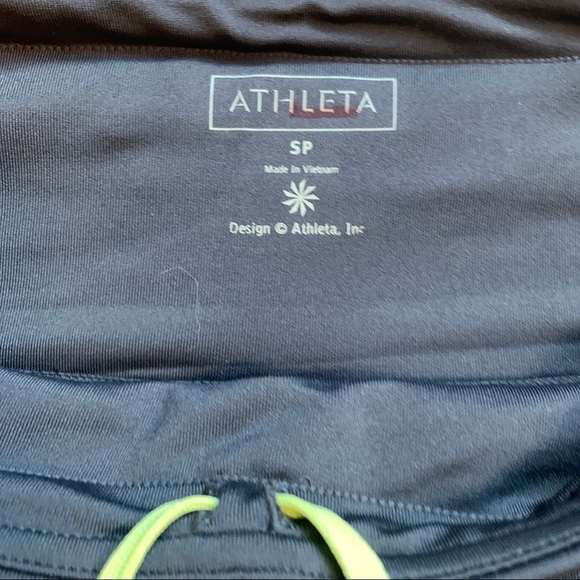 ATHLETA
SP
Made In Vietnam
Design © Athleta, Inc